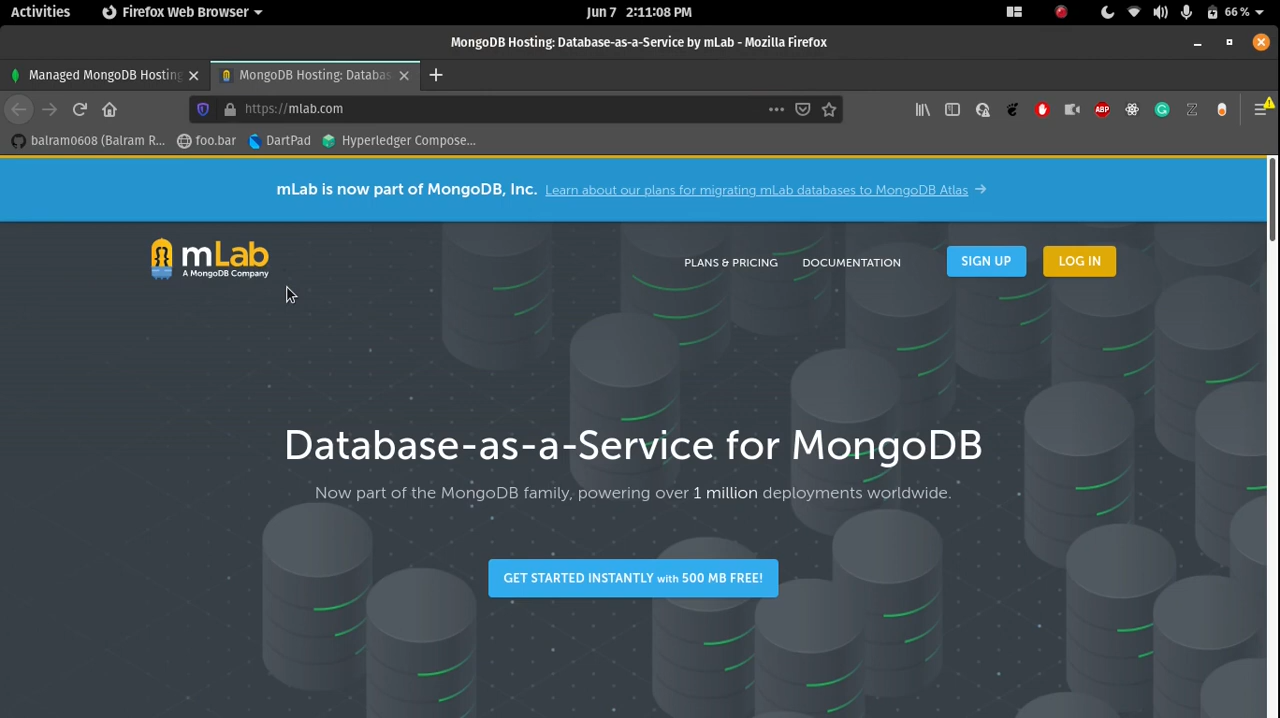 Activities Firefox Web Browser Jun 7 2:11:08 PM 66 %
MongoDB Hosting: Database-as-a-Service by mLab - Mozilla Firefox
Managed MongoDB Hosting MongoDB Hosting: Databas
https://mlab.com
balram0608 (Balram R... foo.bar DartPad Hyperledger Compose...
mLab is now part of MongoDB, Inc. Learn about our plans for migrating mLab databases to MongoDB Atlas →
mLab
A MongoDB Company
PLANS & PRICING DOCUMENTATION SIGN UP LOG IN
Database-as-a-Service for MongoDB
Now part of the MongoDB family, powering over 1 million deployments worldwide.
GET STARTED INSTANTLY with 500 MB FREE!